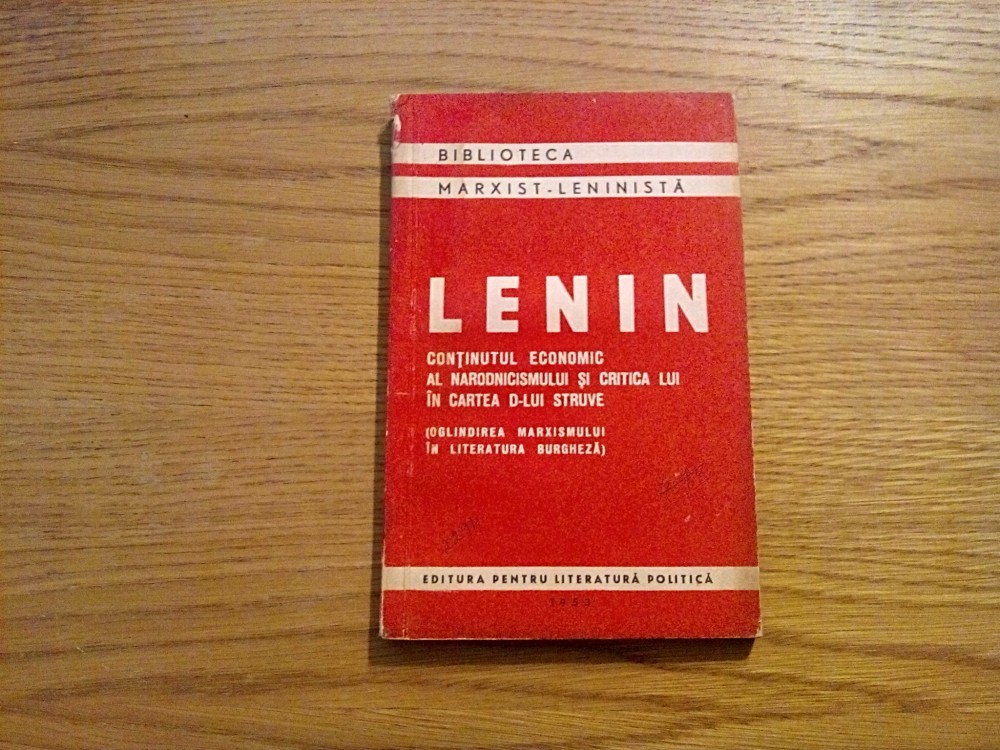 BIBLIOTECA
MARXIST-LENINISTĂ
LENIN
CONȚINUTUL ECONOMIC
AL NARODNICISMULUI ȘI CRITICA LUI
ÎN CARTEA D-LUI STRUVE
(OGLINDIREA MARXISMULUI
ÎN LITERATURA BURGHEZĂ)
EDITURA PENTRU LITERATURĂ POLITICĂ
1953